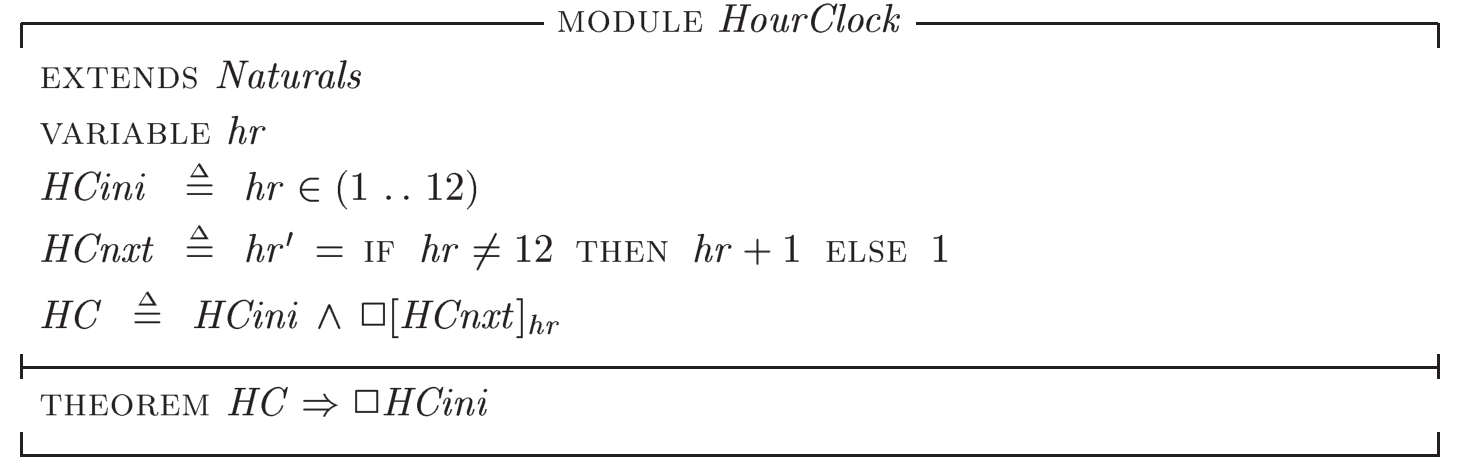 MODULE HourClock
EXTENDS Naturals
VARIABLE hr
HCini ≜ hr ∈ (1 .. 12)
HCnxt ≜ hr′ = IF hr ≠ 12 THEN hr + 1 ELSE 1
HC ≜ HCini ∧ □[HCnxt]hr
THEOREM HC ⇒ □HCini